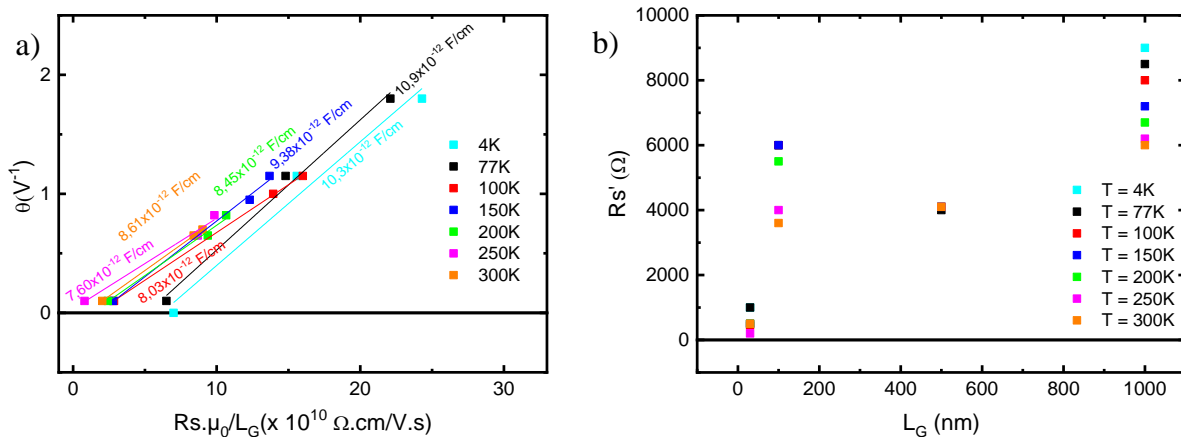 a)
θ(V⁻¹)
2
1
0
0
10
20
30
Rs.μ₀/L_G(x 10¹⁰ Ω.cm/V.s)
7,60x10⁻¹² F/cm
8,61x10⁻¹² F/cm
8,03x10⁻¹² F/cm
8,45x10⁻¹² F/cm
9,38x10⁻¹² F/cm
10,9x10⁻¹² F/cm
10,3x10⁻¹² F/cm
4K
77K
100K
150K
200K
250K
300K
b)
Rs' (Ω)
10000
8000
6000
4000
2000
0
0
200
400
600
800
1000
L_G (nm)
T = 4K
T = 77K
T = 100K
T = 150K
T = 200K
T = 250K
T = 300K